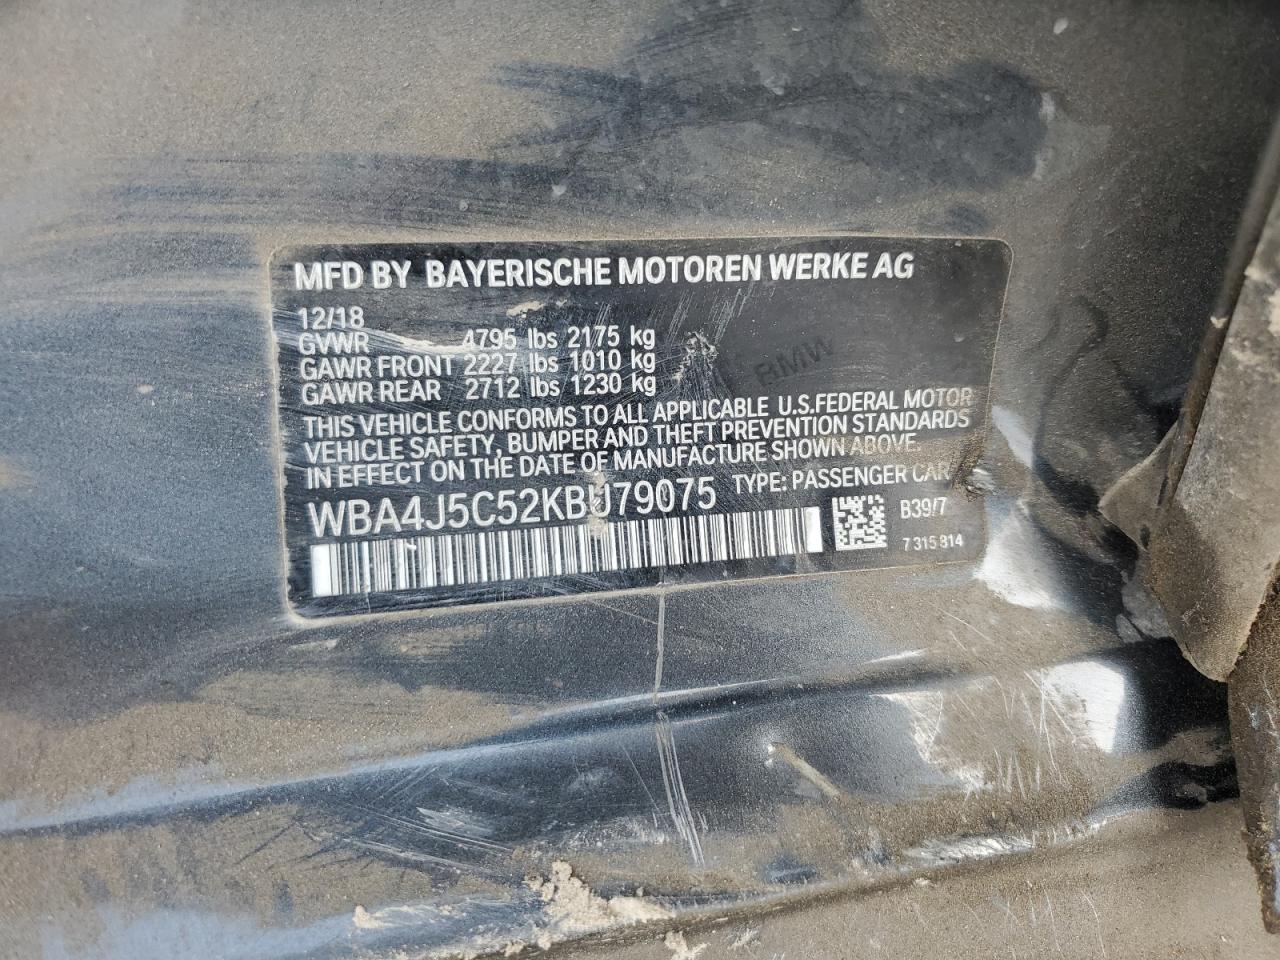 MFD BY BAYERISCHE MOTOREN WERKE AG
12/18
GVWR 4795 lbs 2175 kg
GAWR FRONT 2227 lbs 1010 kg
GAWR REAR 2712 lbs 1230 kg
BMW
THIS VEHICLE CONFORMS TO ALL APPLICABLE U.S.FEDERAL MOTOR
VEHICLE SAFETY, BUMPER AND THEFT PREVENTION STANDARDS
IN EFFECT ON THE DATE OF MANUFACTURE SHOWN ABOVE.
WBA4J5C52KBU79075 TYPE: PASSENGER CAR
B39/7
7 315 814